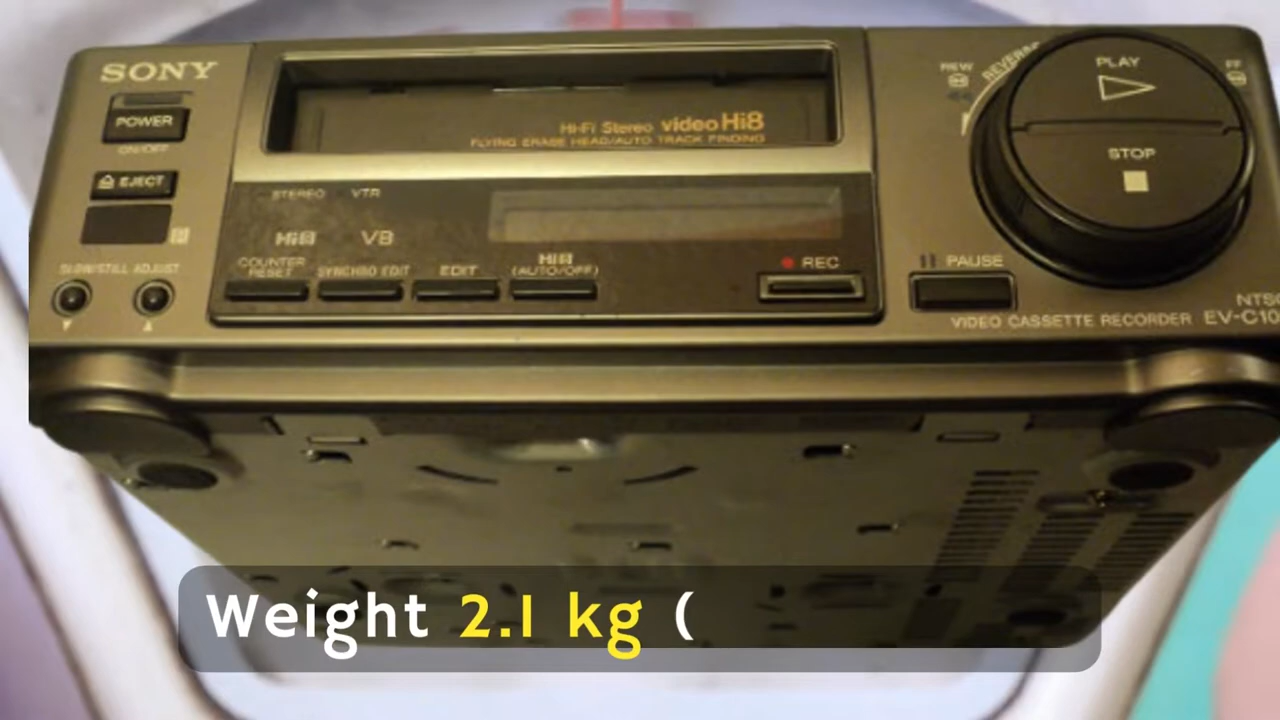 SONY
POWER
ON/OFF
EJECT
SLOW/STILL ADJUST
Hi-Fi Stereo video Hi8
FLYING ERASE HEAD/AUTO TRACK FINDING
STEREO VTR
Hi8 V8
COUNTER RESET
SYNCHRO EDIT
EDIT
Hi8
(AUTO/OFF)
REC
REW
REVERSE
PLAY
FF
STOP
PAUSE
NTSC
VIDEO CASSETTE RECORDER EV-C10
Weight 2.1 kg (